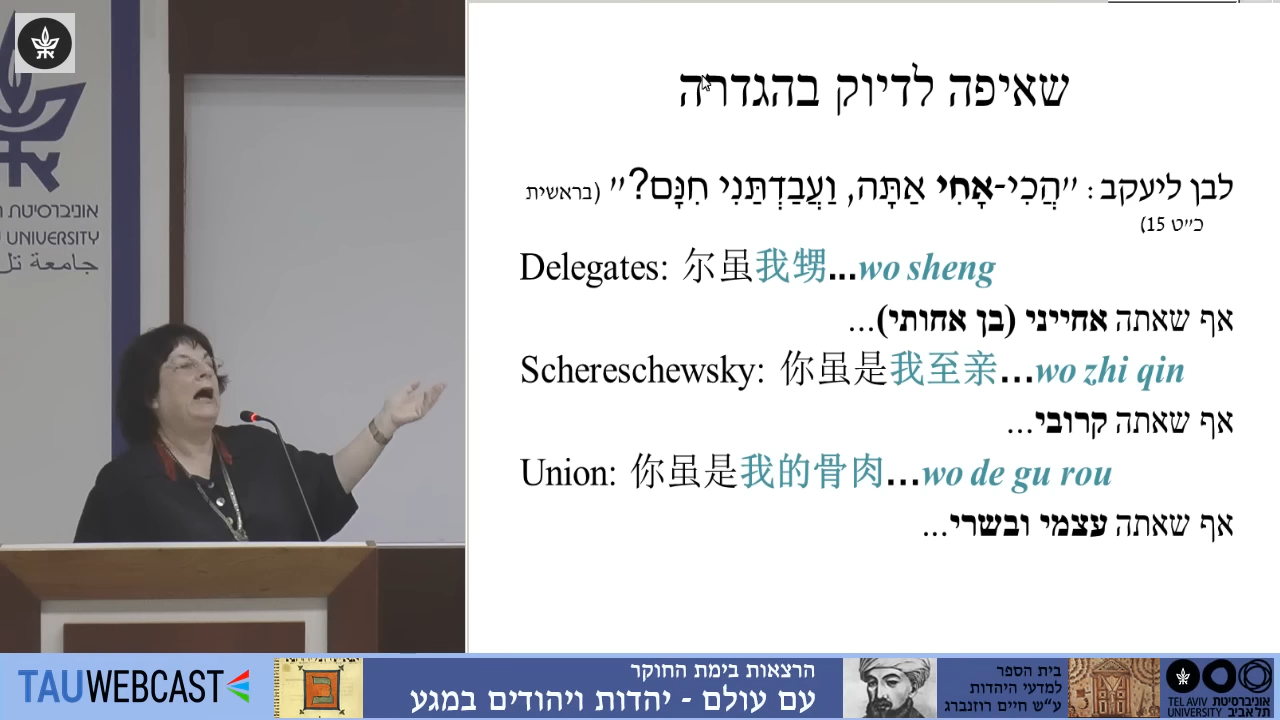 שאיפה לדיוק בהגדרה
לבן ליעקב: "הֲכִי-אָחִי אַתָּה, וַעֲבַדְתַּנִי חִנָּם?" (בראשית
כ"ט 15)
Delegates: 尔虽我甥...wo sheng
אף שאתה אחייני (בן אחותי)...
Schereschewsky: 你虽是我至亲...wo zhi qin
אף שאתה קרובי...
Union: 你虽是我的骨肉...wo de gu rou
אף שאתה עצמי ובשרי...
אוניברסיטת
UNIVERSITY
جامعة تل
TAUWEBCAST
הרצאות בימת החוקר
עם עולם - יהדות ויהודים במגע
בית הספר
למדעי היהדות
ע"ש חיים רוזנברג
TEL AVIV אוניברסיטת
UNIVERSITY תל אביב